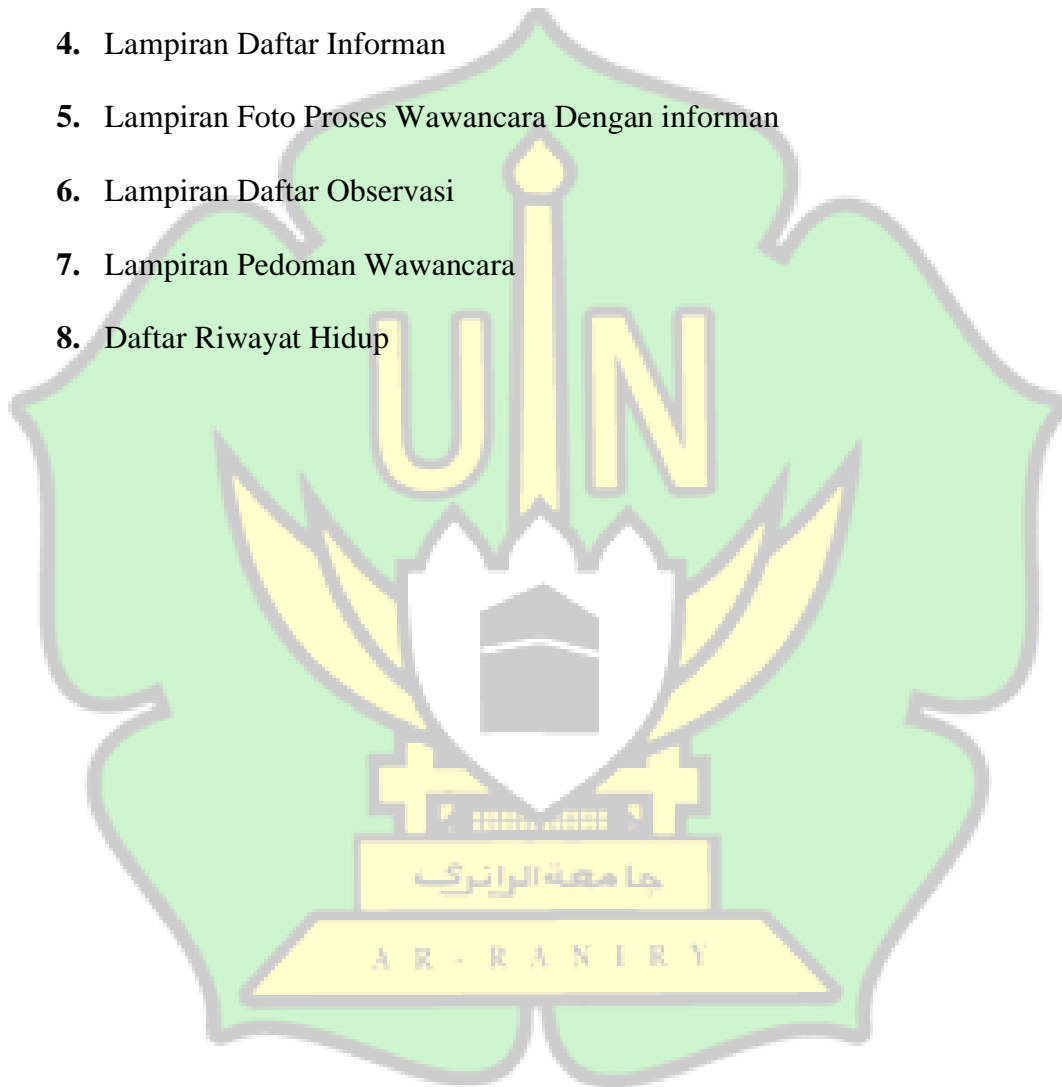 4. Lampiran Daftar Informan
5. Lampiran Foto Proses Wawancara Dengan informan
6. Lampiran Daftar Observasi
7. Lampiran Pedoman Wawancara
8. Daftar Riwayat Hidup
UIN
جامعة الرانري
AR-RANIRY